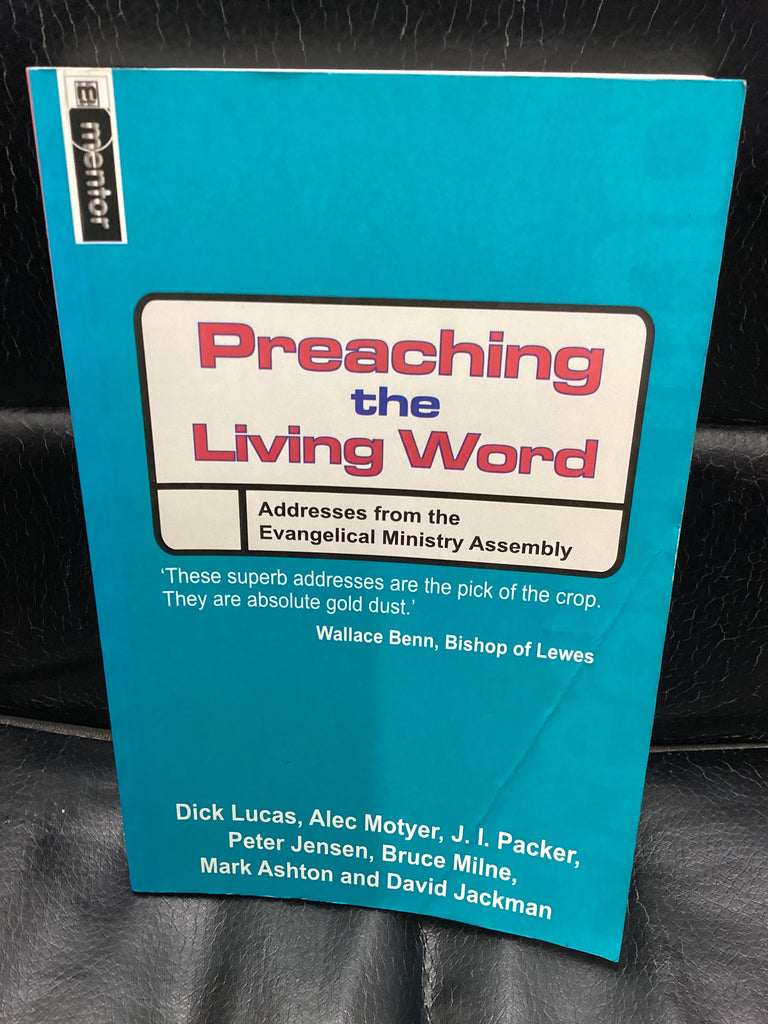 m mentor
Preaching
the
Living Word
Addresses from the
Evangelical Ministry Assembly
‘These superb addresses are the pick of the crop.
They are absolute gold dust.’
Wallace Benn, Bishop of Lewes
Dick Lucas, Alec Motyer, J. I. Packer,
Peter Jensen, Bruce Milne,
Mark Ashton and David Jackman